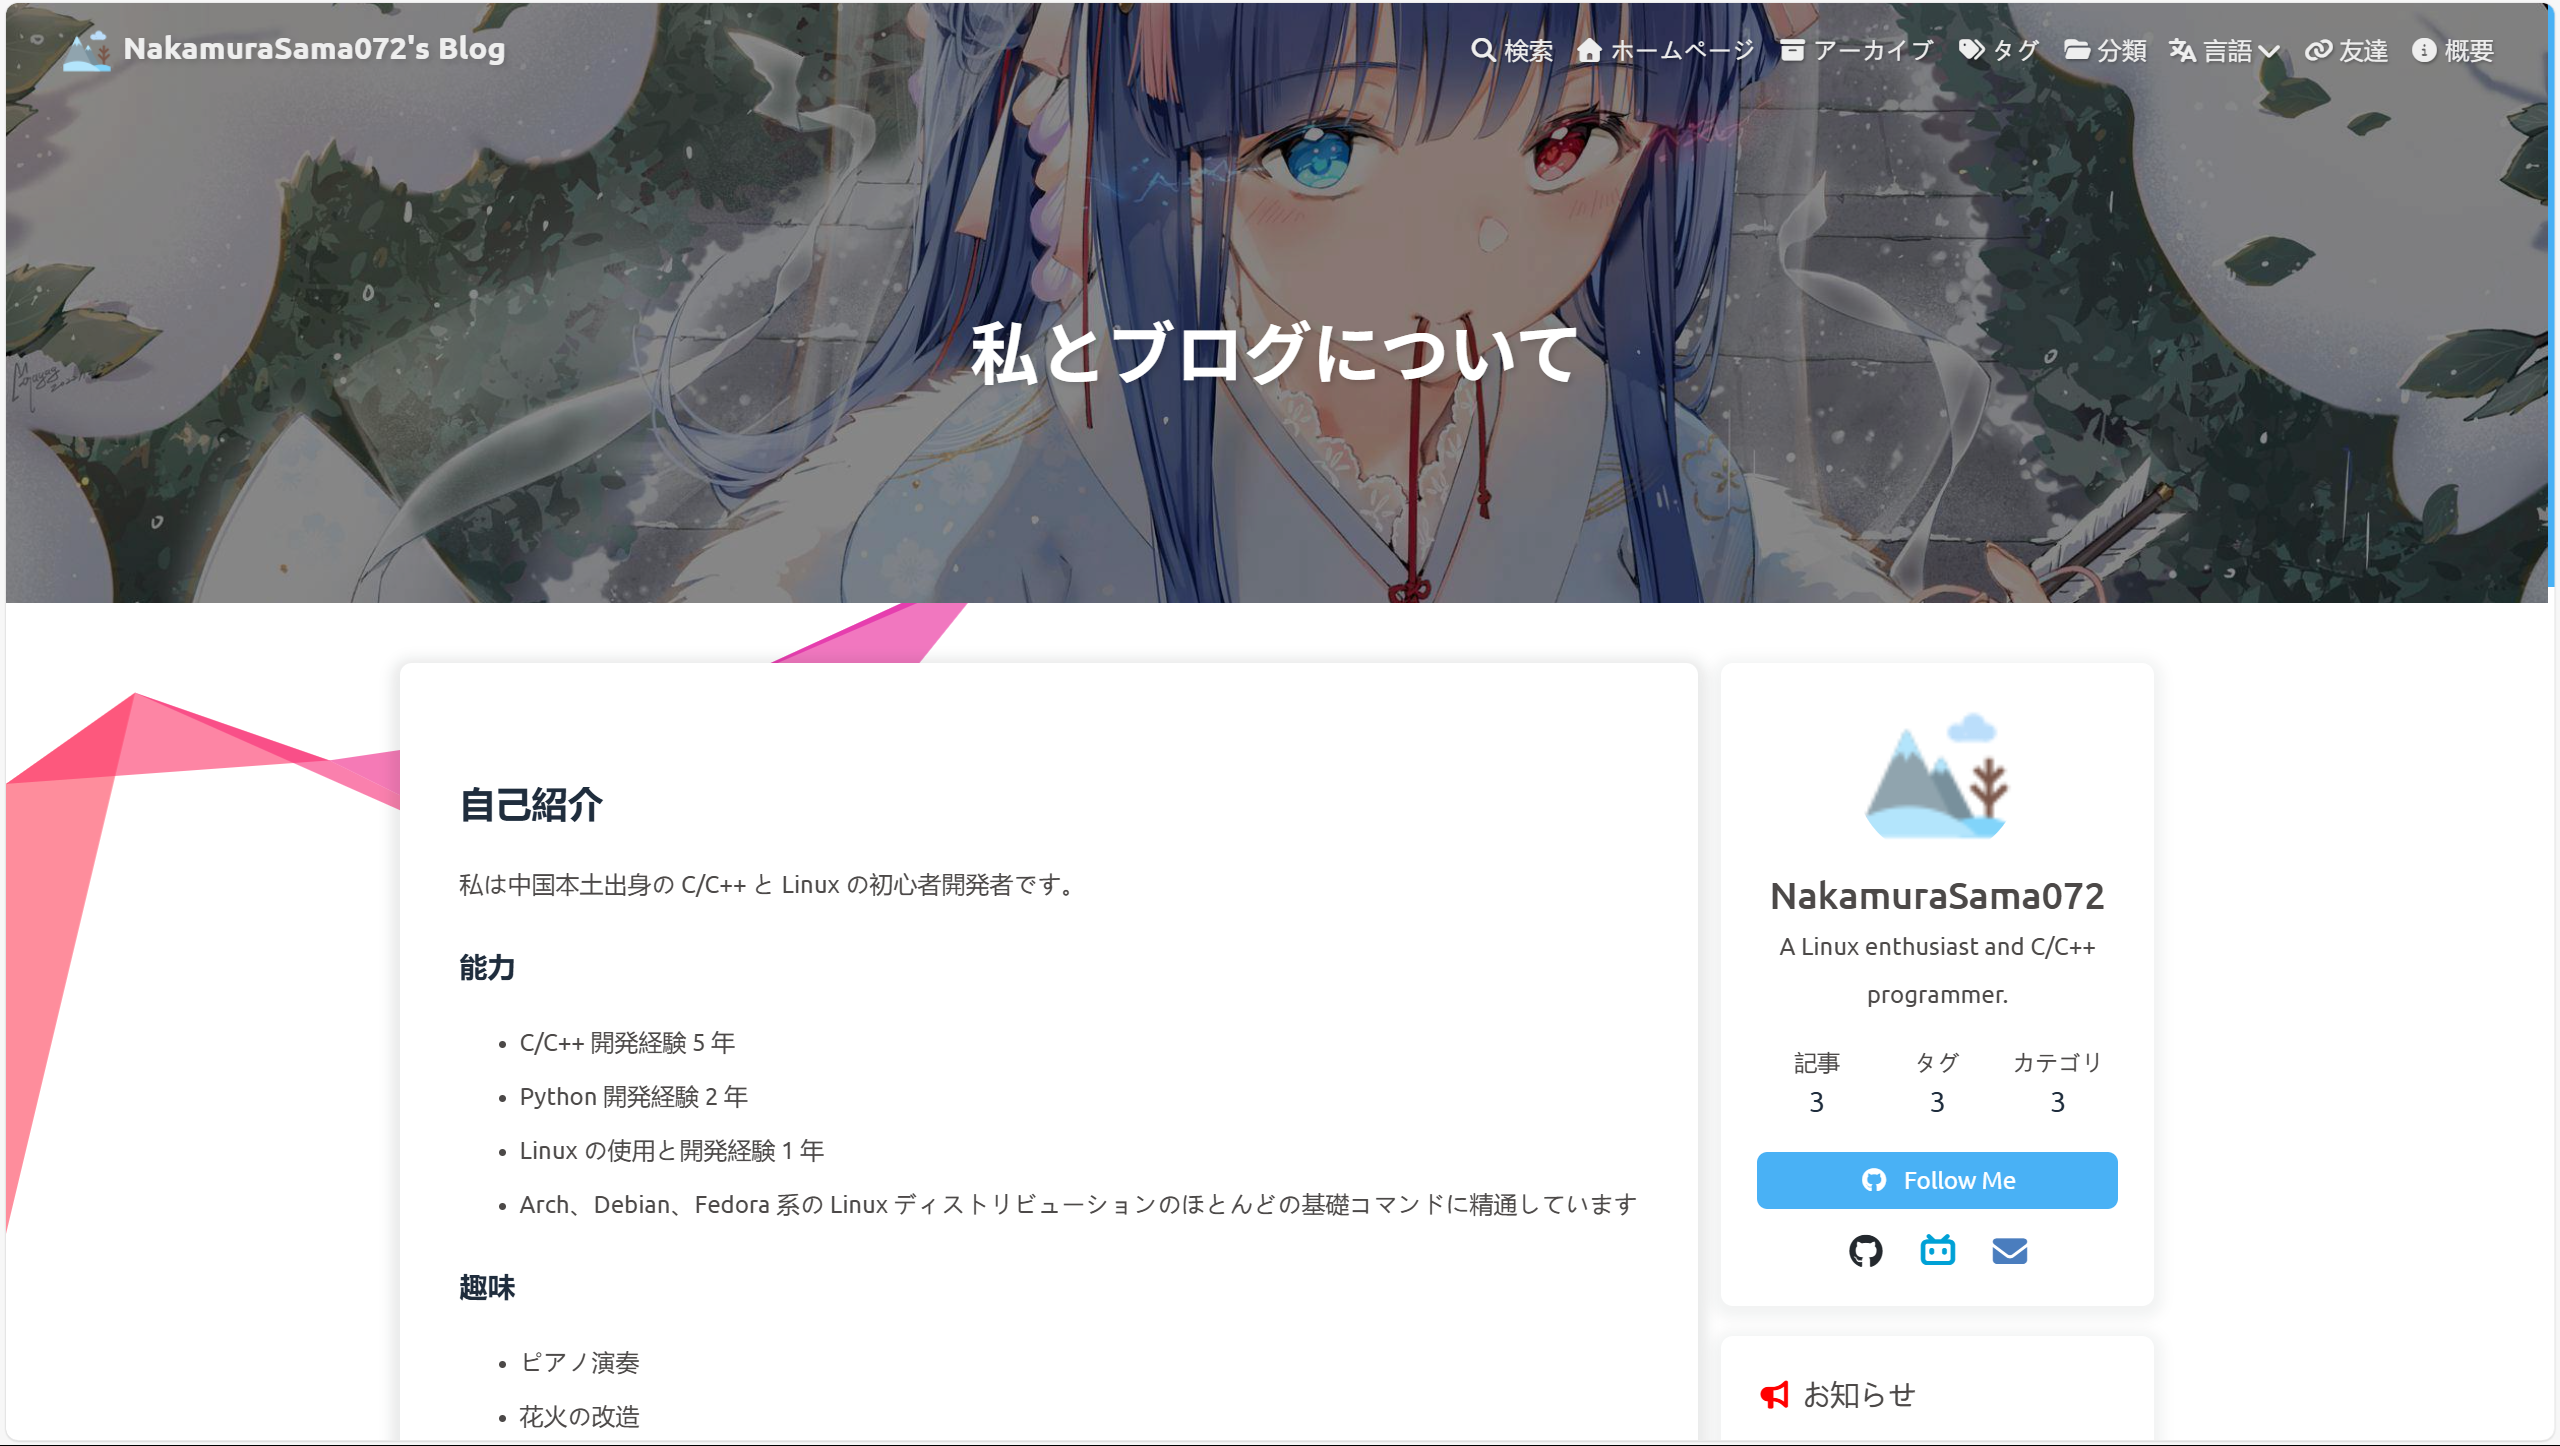 NakamuraSama072's Blog
検索 ホームページ アーカイブ タグ 分類 言語 友達 概要
私とブログについて
自己紹介
私は中国本土出身の C/C++ と Linux の初心者開発者です。
能力
C/C++ 開発経験 5 年
Python 開発経験 2 年
Linux の使用と開発経験 1 年
Arch、Debian、Fedora 系の Linux ディストリビューションのほとんどの基礎コマンドに精通しています
趣味
ピアノ演奏
花火の改造
NakamuraSama072
A Linux enthusiast and C/C++
programmer.
記事 タグ カテゴリ
3 3 3
Follow Me
お知らせ